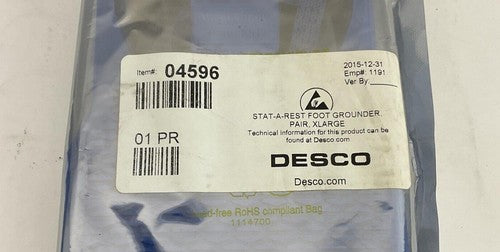 Item#: 04596
2015-12-31
Emp#: 1191
Ver By:
STAT-A-REST FOOT GROUNDER,
PAIR, XLARGE
Technical information for this product can be
found at Desco.com
01 PR
DESCO
Desco.com
-free RoHS compliant Bag
1114700